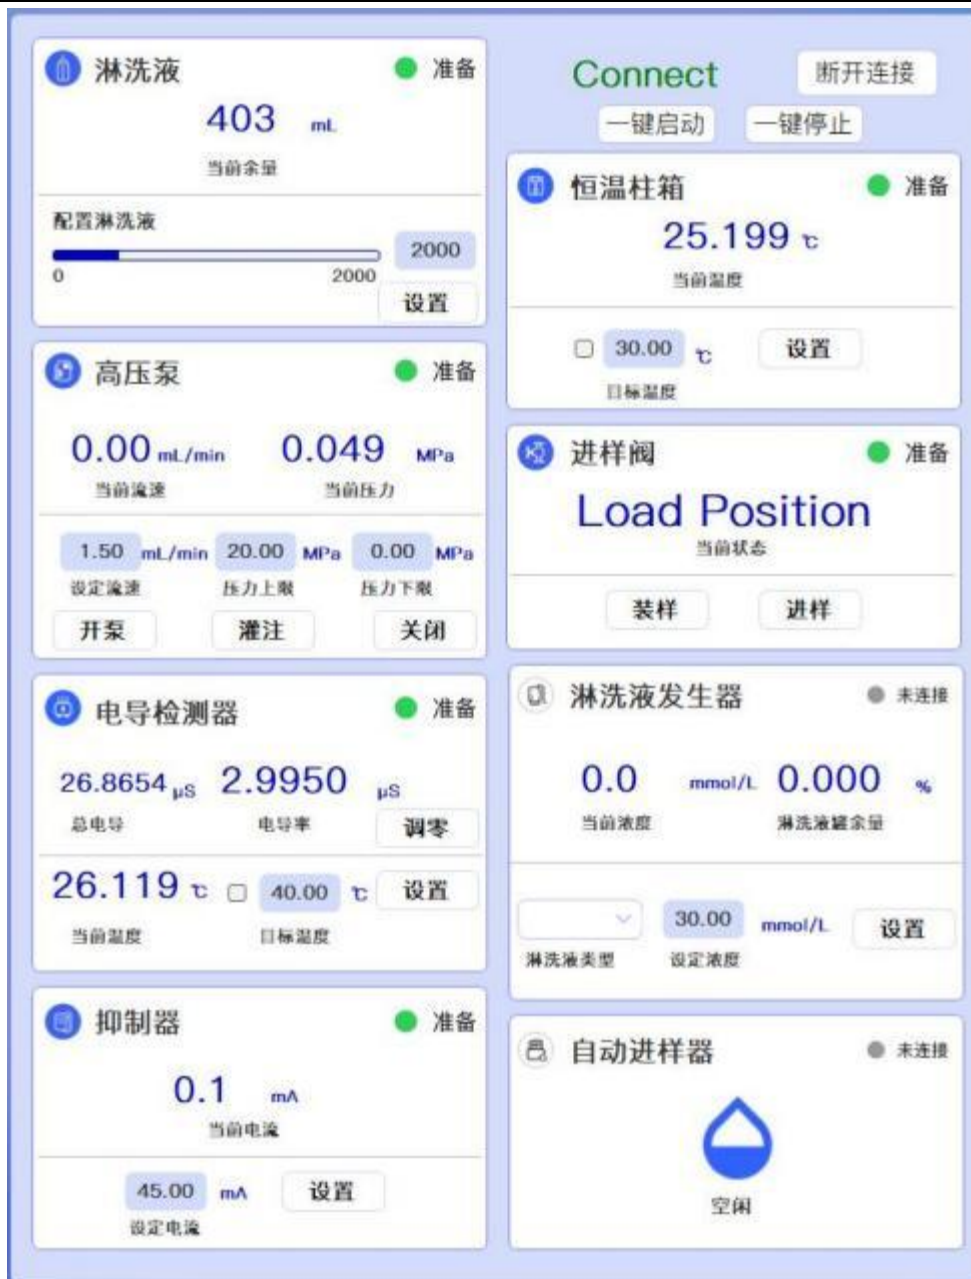 淋洗液 准备
403 mL
当前余量
配置淋洗液
2000
0 2000
设置
高压泵 准备
0.00 mL/min 0.049 MPa
当前流速 当前压力
1.50 mL/min 20.00 MPa 0.00 MPa
设定流速 压力上限 压力下限
开泵 灌注 关闭
电导检测器 准备
26.8654 μS 2.9950 μS
总电导 电导率 调零
26.119 ℃ 40.00 ℃ 设置
当前温度 目标温度
抑制器 准备
0.1 mA
当前电流
45.00 mA 设置
设定电流
Connect 断开连接
一键启动 一键停止
恒温柱箱 准备
25.199 ℃
当前温度
30.00 ℃ 设置
目标温度
进样阀 准备
Load Position
当前状态
装样 进样
淋洗液发生器 未连接
0.0 mmol/L 0.000 %
当前浓度 淋洗液罐余量
30.00 mmol/L 设置
淋洗液类型 设定浓度
自动进样器 未连接
空闲